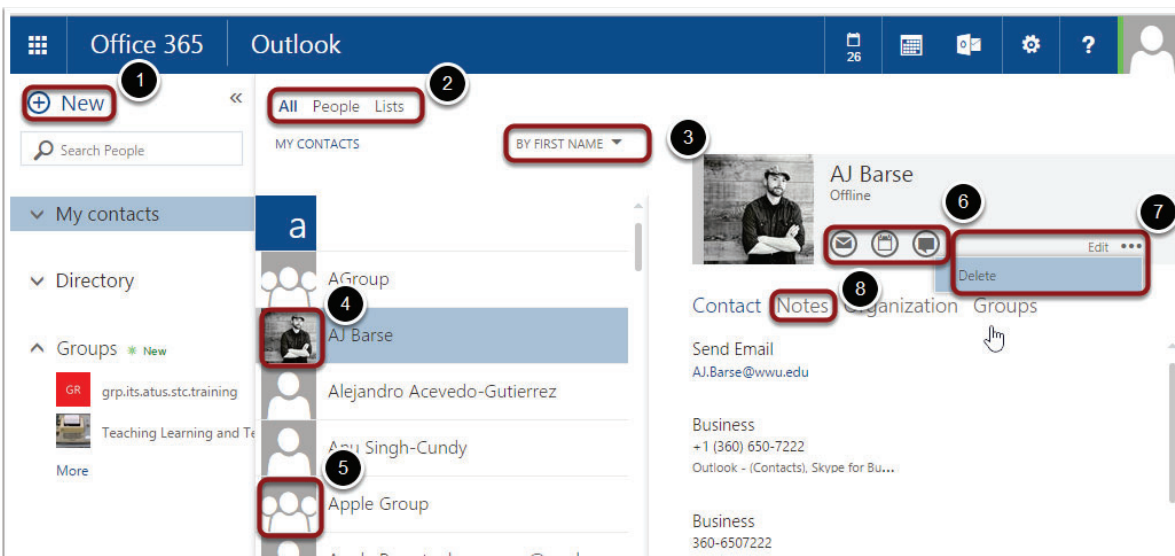 Office 365 Outlook 26 ?
1 2 3 4 5 6 7 8
New «
Search People
My contacts
Directory
Groups New
GR grp.its.atus.stc.training
Teaching Learning and Te
More
All People Lists
MY CONTACTS BY FIRST NAME
a
AGroup
AJ Barse
Alejandro Acevedo-Gutierrez
Anu Singh-Cundy
Apple Group
AJ Barse
Offline
Edit •••
Delete
Contact Notes Organization Groups
Send Email
AJ.Barse@wwu.edu
Business
+1 (360) 650-7222
Outlook - (Contacts), Skype for Bu...
Business
360-6507222